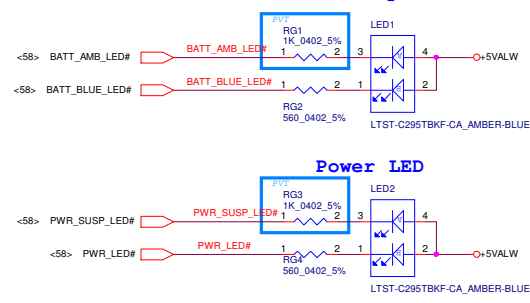 PVT
RG1
1K_0402_5%
LED1
<58> BATT_AMB_LED# BATT_AMB_LED# 1 2 3 4 +5VALW
<58> BATT_BLUE_LED# BATT_BLUE_LED# 1 2 1 2
RG2
560_0402_5%
LTST-C295TBKF-CA_AMBER-BLUE
Power LED
PVT
RG3
1K_0402_5%
LED2
<58> PWR_SUSP_LED# PWR_SUSP_LED# 1 2 3 4
<58> PWR_LED# PWR_LED# 1 2 1 2 +5VALW
RG4
560_0402_5%
LTST-C295TBKF-CA_AMBER-BLUE